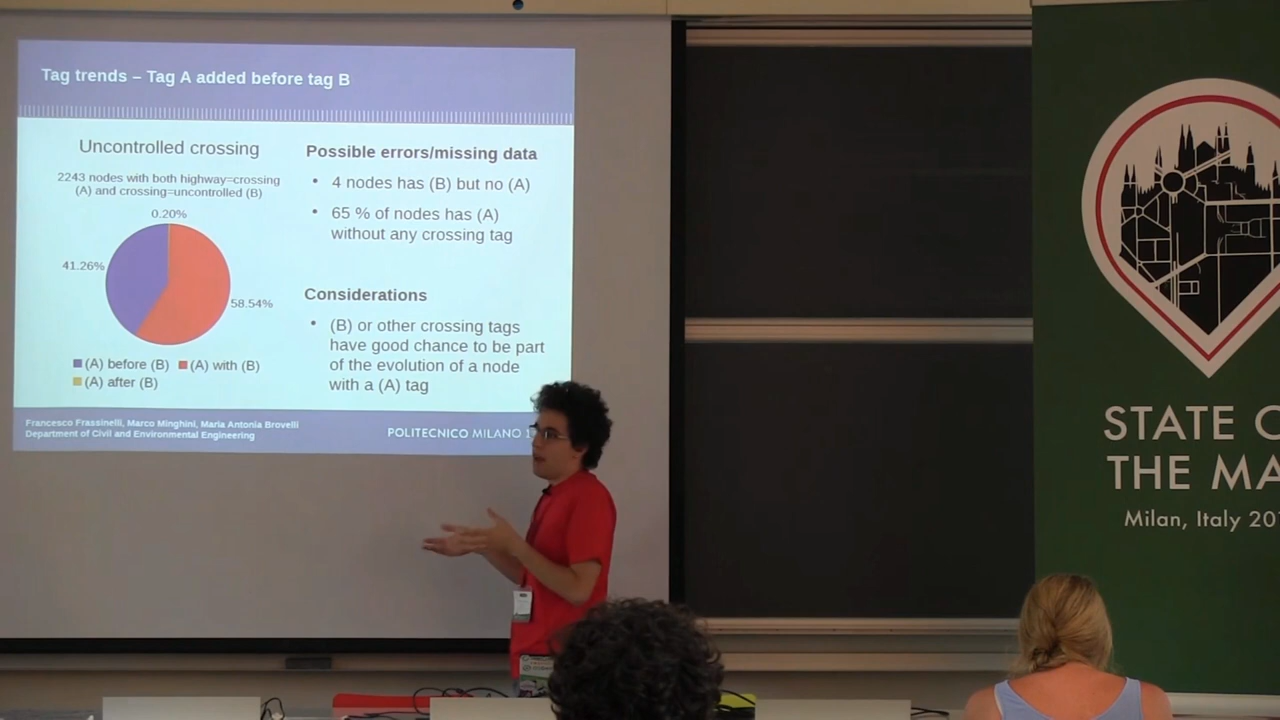 Tag trends – Tag A added before tag B
Uncontrolled crossing
2243 nodes with both highway=crossing
(A) and crossing=uncontrolled (B)
0.20%
41.26%
58.54%
(A) before (B) (A) with (B)
(A) after (B)
Possible errors/missing data
• 4 nodes has (B) but no (A)
• 65 % of nodes has (A)
without any crossing tag
Considerations
• (B) or other crossing tags
have good chance to be part
of the evolution of a node
with a (A) tag
Francesco Frassinelli, Marco Minghini, Maria Antonia Brovelli
Department of Civil and Environmental Engineering
POLITECNICO MILANO 1
STATE O
THE MA
Milan, Italy 20